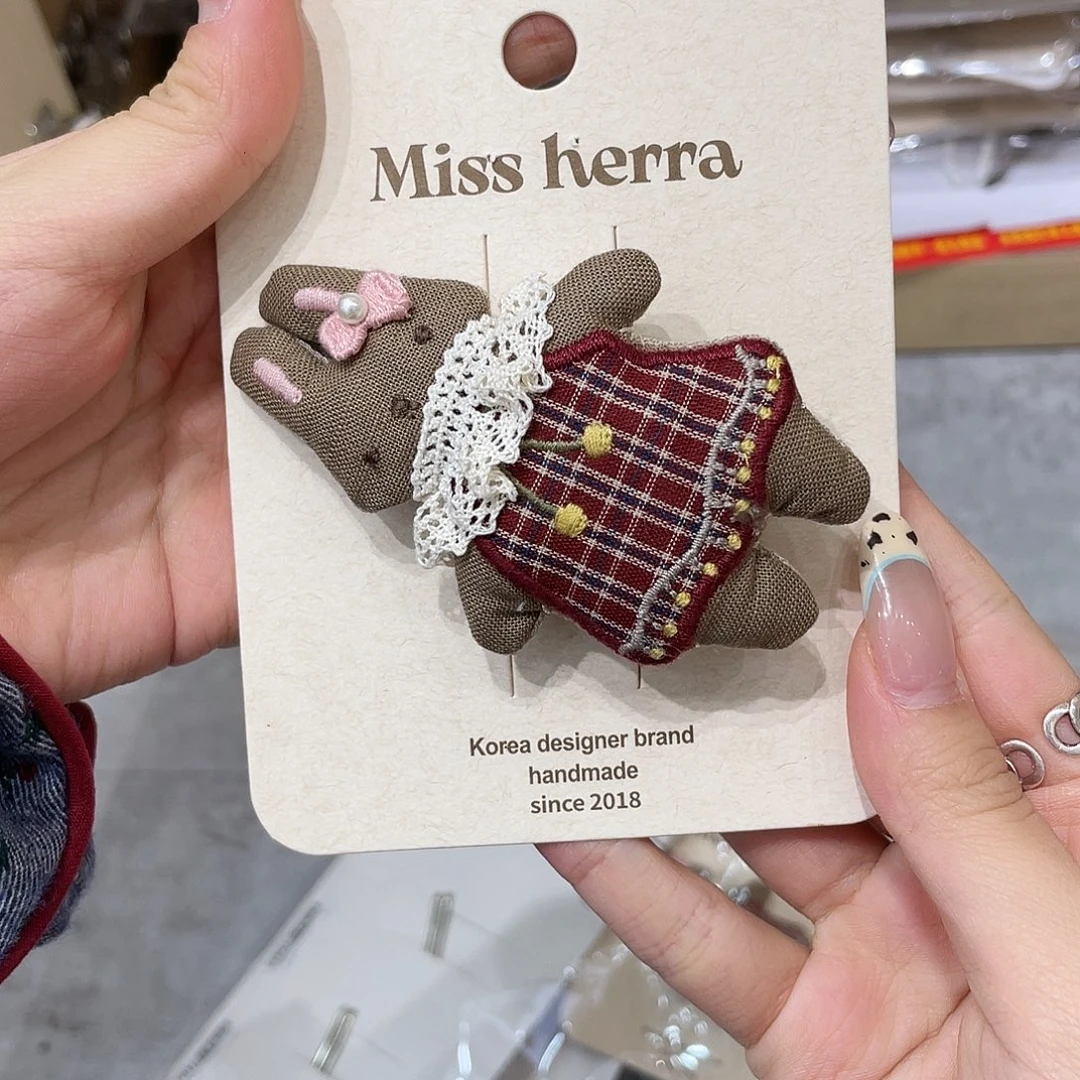 Miss herra
Korea designer brand
handmade
since 2018